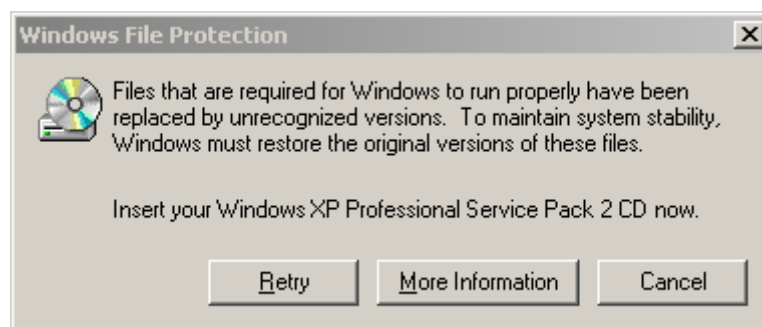 Windows File Protection
Files that are required for Windows to run properly have been
replaced by unrecognized versions.  To maintain system stability,
Windows must restore the original versions of these files.
Insert your Windows XP Professional Service Pack 2 CD now.
Retry More Information Cancel